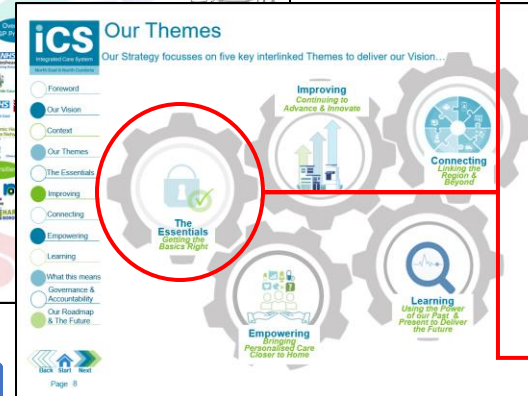 ics
Integrated Care System
North East & North Cumbria
Our Themes
Our Strategy focusses on five key interlinked Themes to deliver our Vision...
Foreword
Our Vision
Context
Our Themes
The Essentials
Improving
Connecting
Empowering
Learning
What this means
Governance &
Accountability
Our Roadmap
& The Future
Back Start Next
Page 8
Improving
Continuing to
Advance & Innovate
Connecting
Linking the
Region &
Beyond
The
Essentials
Getting the
Basics Right
Empowering
Bringing
Personalised Care
Closer to Home
Learning
Using the Power
of our Past &
Present to Deliver
the Future
NHS
NHS